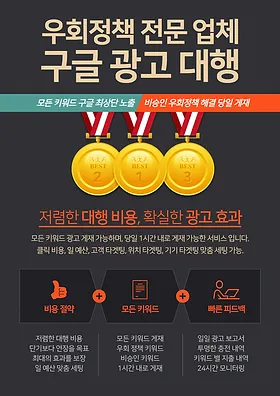 우회정책 전문 업체
구글 광고 대행
모든 키워드 구글 최상단 노출
비승인 우회정책 해결 당일 게재
BEST
2
BEST
1
BEST
3
저렴한 대행 비용, 확실한 광고 효과
모든 키워드 광고 게재 가능하며, 당일 1시간 내로 게재 가능한 서비스 입니다.
클릭 비용, 일 예산, 고객 타겟팅, 위치 타겟팅, 기기 타겟팅 맞춤 세팅 가능.
비용 절약
+
모든 키워드
+
빠른 피드백
저렴한 대행 비용
단기보다 연장을 목표
최대의 효과를 보장
일 예산 맞춤 세팅
모든 키워드 게재
우회 정책 키워드
비승인 키워드
1시간 내로 게재
일일 광고 보고서
투명한 충전 내역
키워드 별 지출 내역
24시간 모니터링